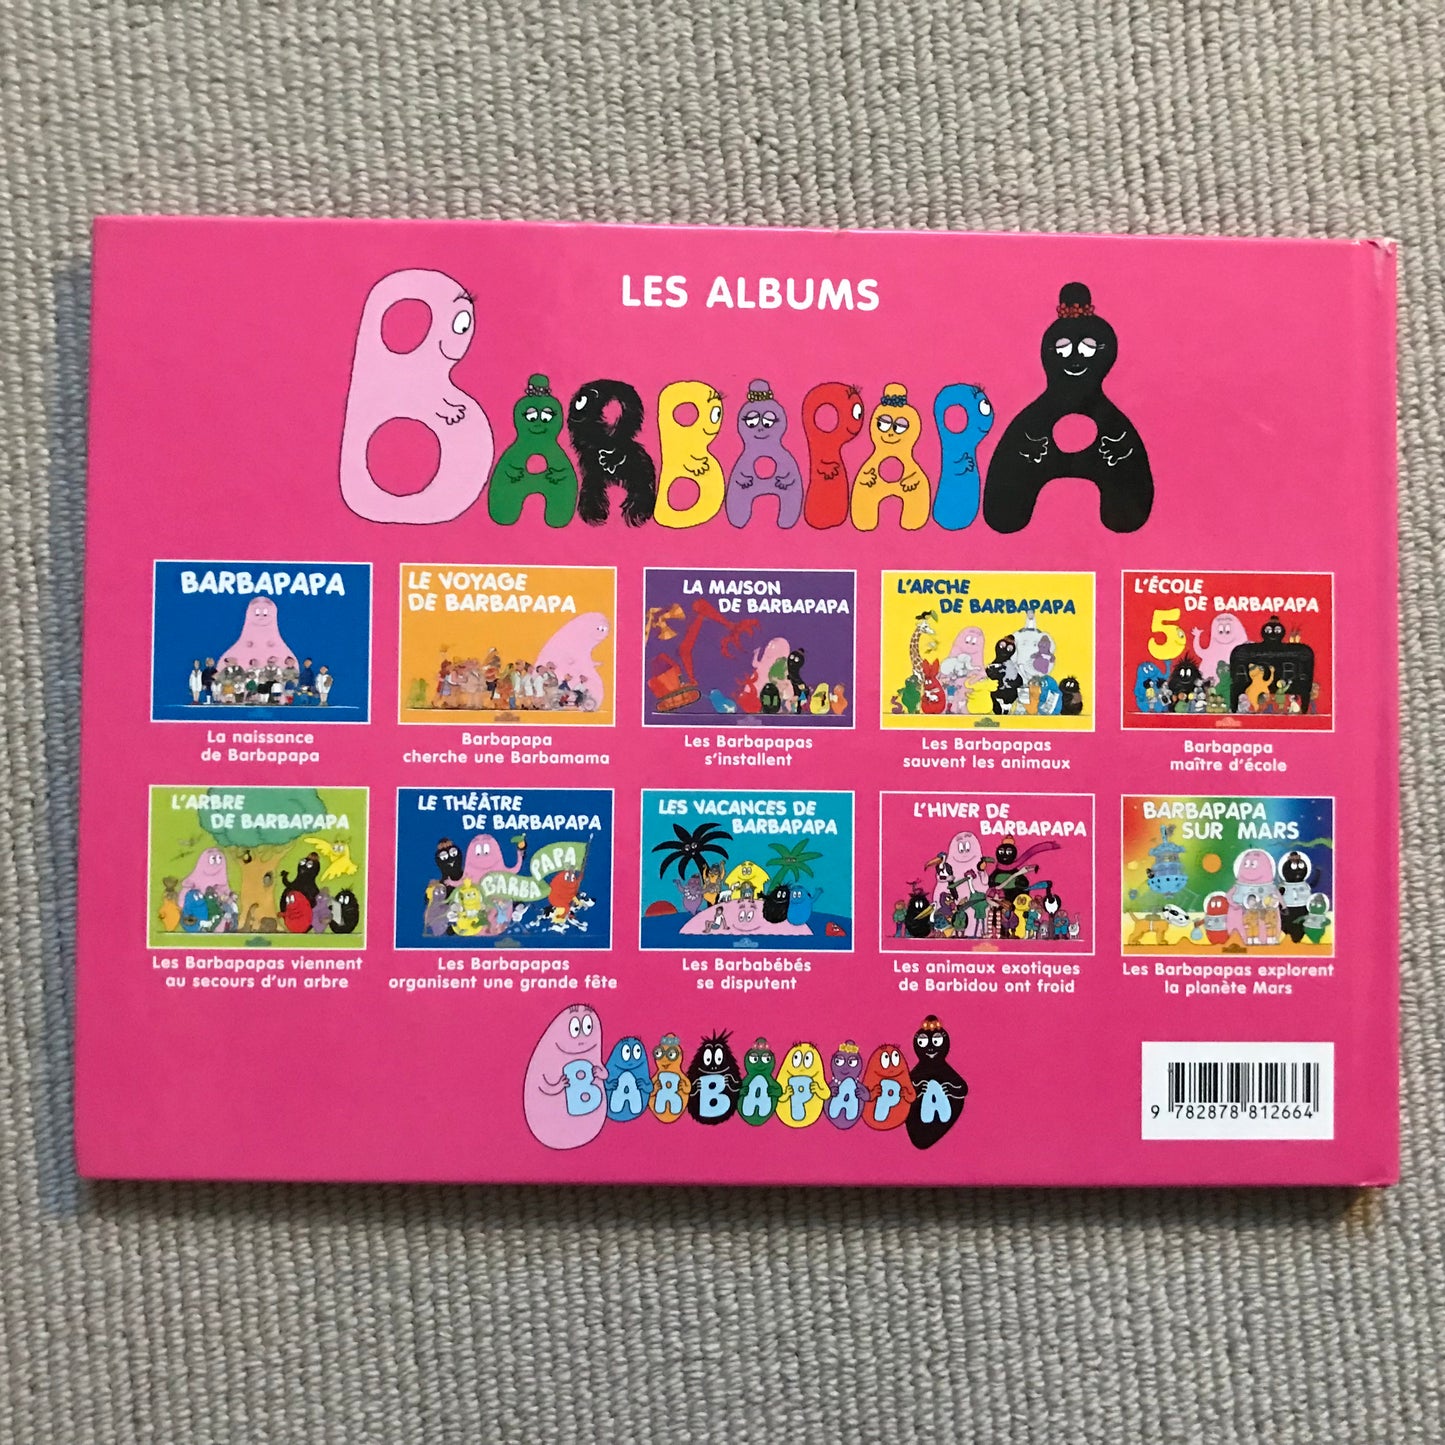 LES ALBUMS
BARBAPAPA
BARBAPAPA
La naissance
de Barbapapa
LE VOYAGE
DE BARBAPAPA
Barbapapa
cherche une Barbamama
LA MAISON
DE BARBAPAPA
Les Barbapapas
s'installent
L'ARCHE
DE BARBAPAPA
Les Barbapapas
sauvent les animaux
L'ÉCOLE
DE BARBAPAPA
5
Barbapapa
maître d'école
L'ARBRE
DE BARBAPAPA
Les Barbapapas viennent
au secours d'un arbre
LE THÉÂTRE
DE BARBAPAPA
BARBA PAPA
Les Barbapapas
organisent une grande fête
LES VACANCES DE
BARBAPAPA
Les Barbabébés
se disputent
L'HIVER DE
BARBAPAPA
Les animaux exotiques
de Barbidou ont froid
BARBAPAPA
SUR MARS
Les Barbapapas explorent
la planète Mars
BARBAPAPA
9 782878 812664